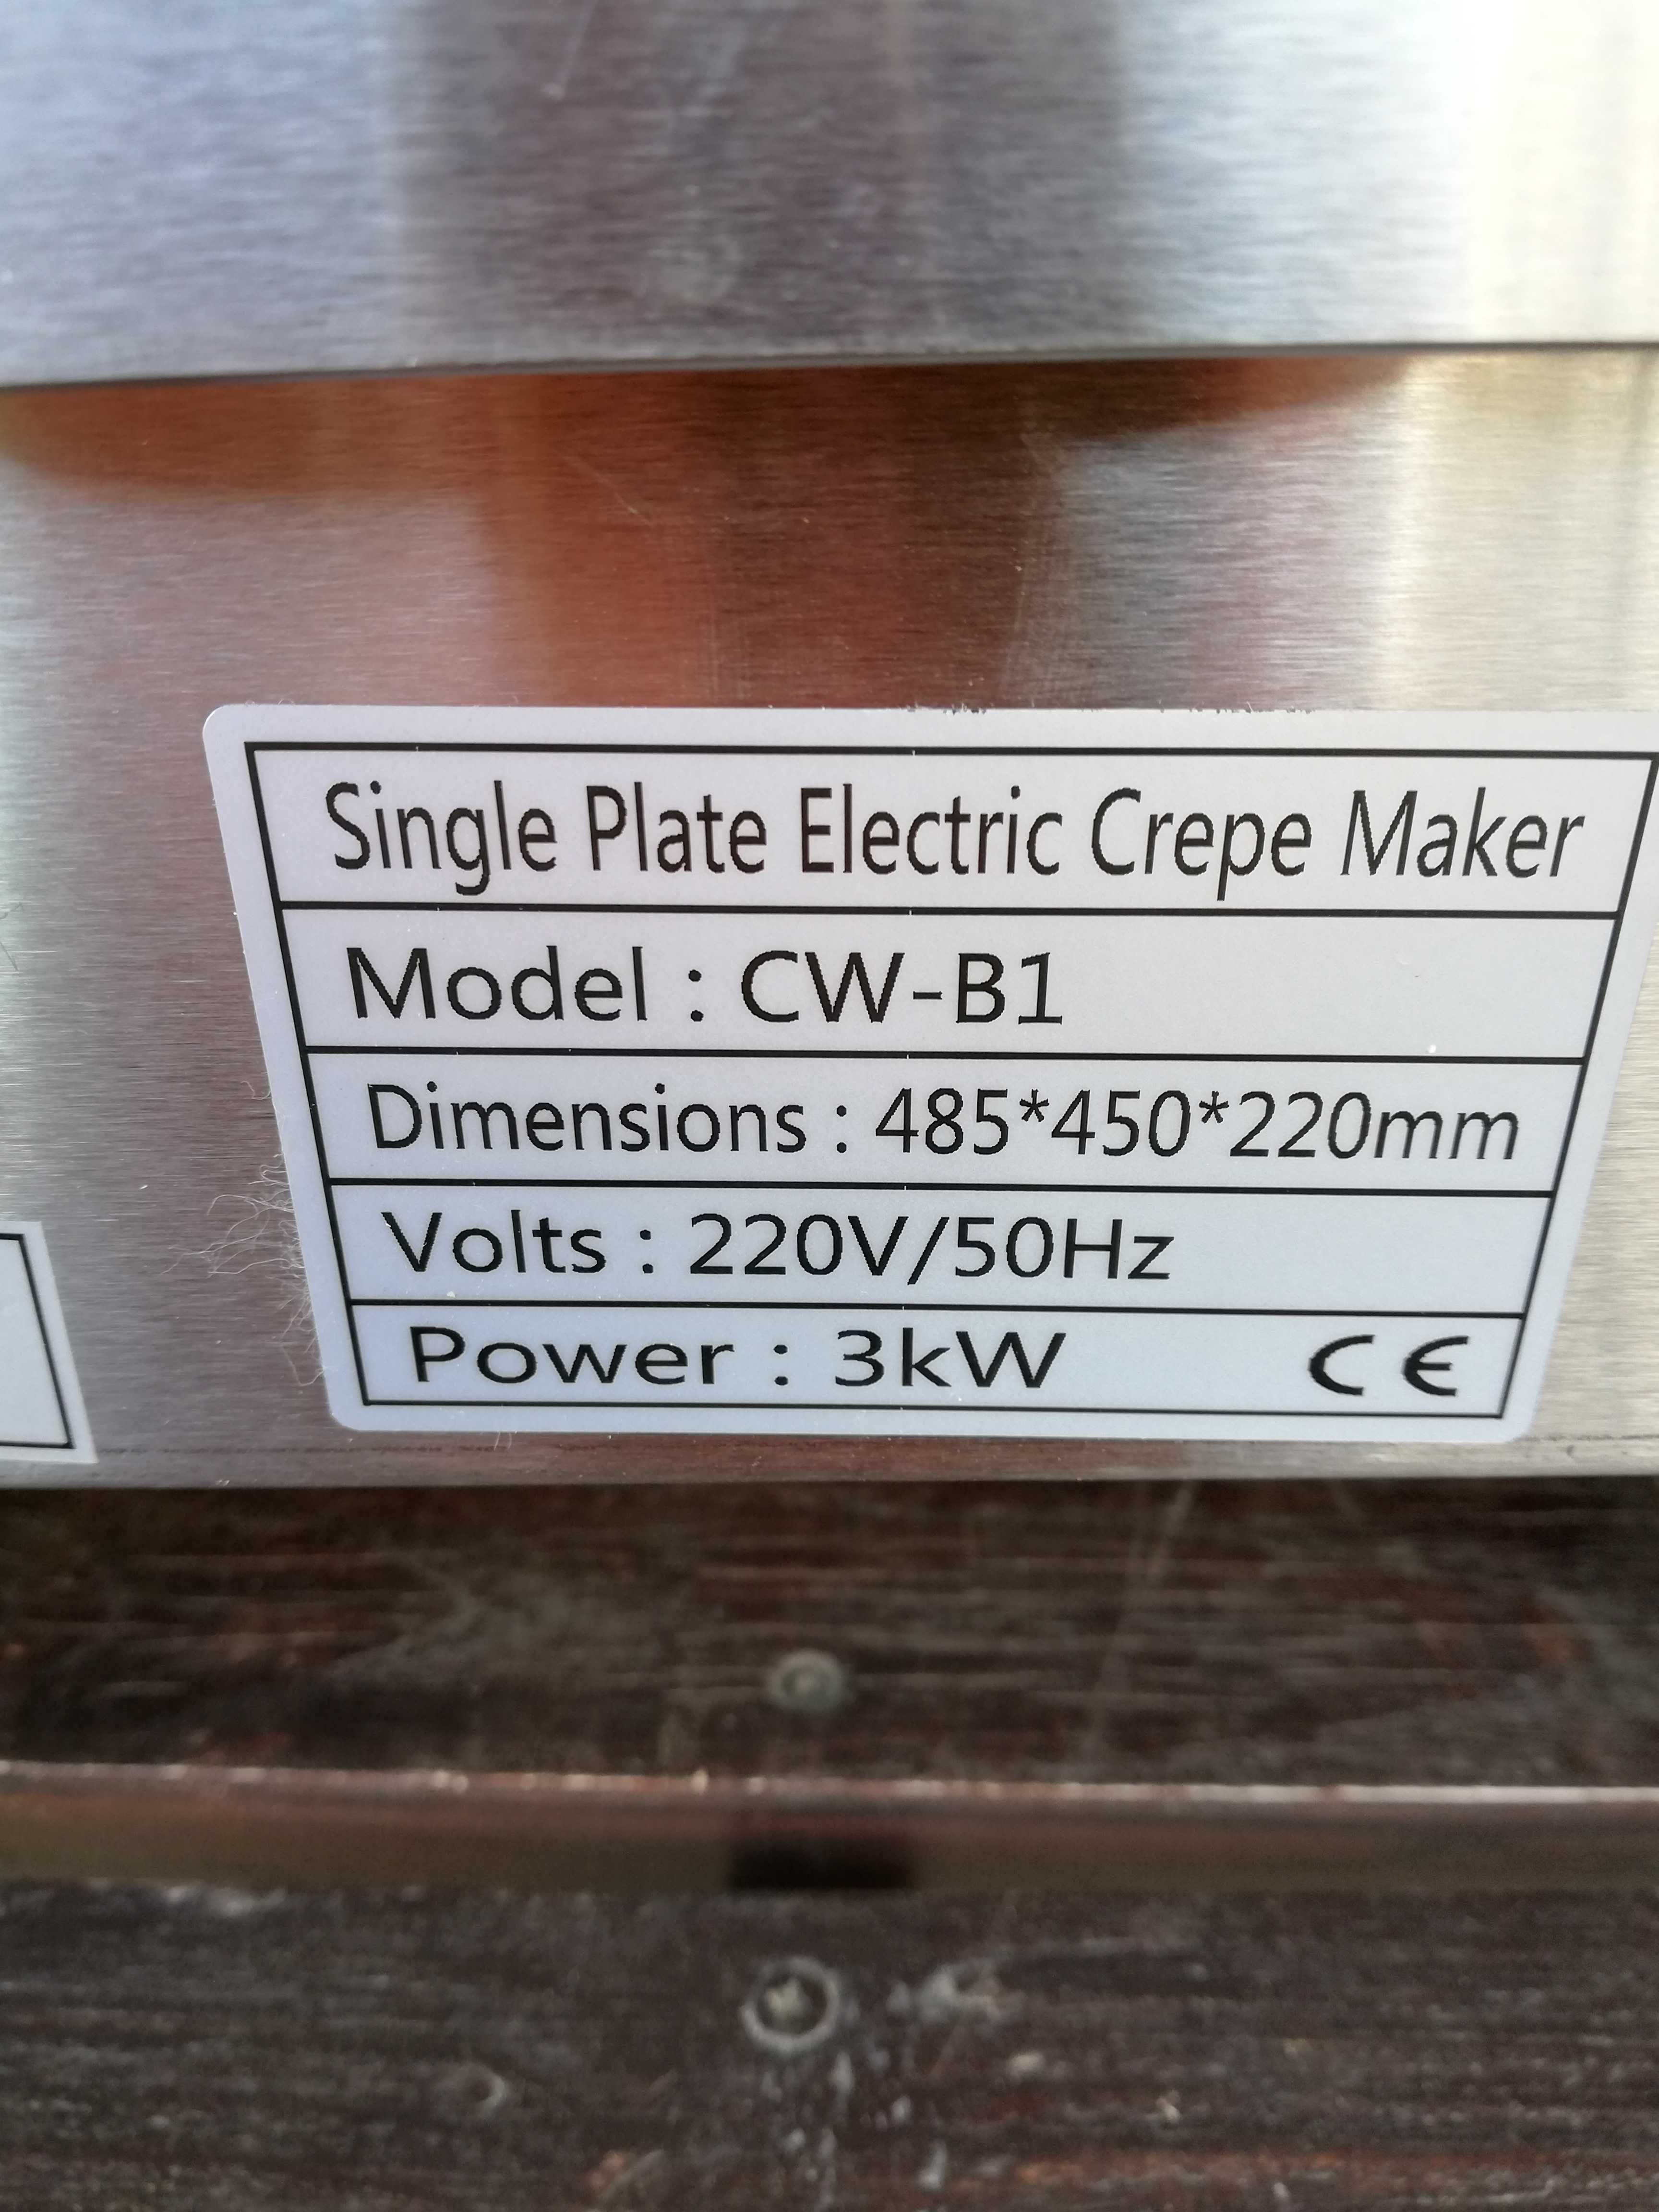 Single Plate Electric Crepe Maker
Model : CW-B1
Dimensions : 485*450*220mm
Volts : 220V/50Hz
Power : 3kW CE